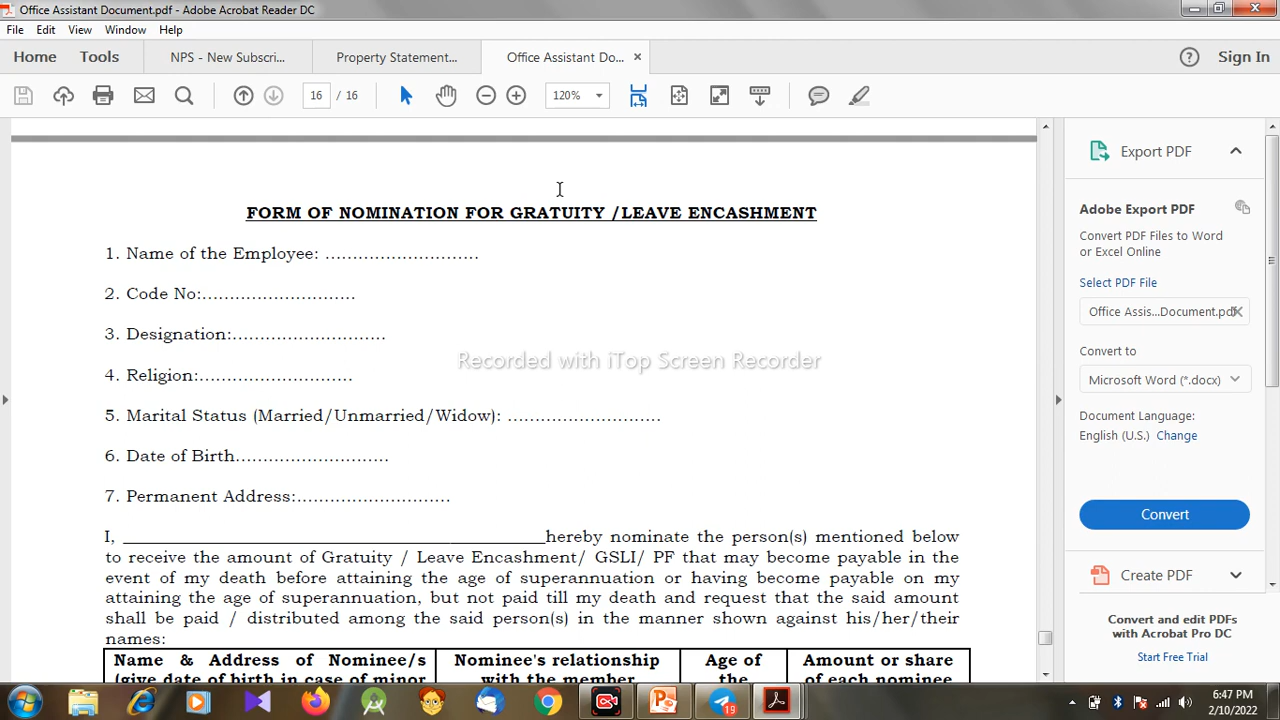 Office Assistant Document.pdf - Adobe Acrobat Reader DC
File Edit View Window Help
Home Tools NPS - New Subscri... Property Statement... Office Assistant Do... × ? Sign In
16 / 16 120%
FORM OF NOMINATION FOR GRATUITY /LEAVE ENCASHMENT
1. Name of the Employee: ............................
2. Code No:............................
3. Designation:............................
4. Religion:............................
Recorded with iTop Screen Recorder
5. Marital Status (Married/Unmarried/Widow): ............................
6. Date of Birth............................
7. Permanent Address:............................
I, ______________________________________hereby nominate the person(s) mentioned below
to receive the amount of Gratuity / Leave Encashment/ GSLI/ PF that may become payable in the
event of my death before attaining the age of superannuation or having become payable on my
attaining the age of superannuation, but not paid till my death and request that the said amount
shall be paid / distributed among the said person(s) in the manner shown against his/her/their
names:
Name & Address of Nominee/s Nominee's relationship Age of Amount or share
(give date of birth in case of minor with the member the of each nominee
Export PDF
Adobe Export PDF
Convert PDF Files to Word
or Excel Online
Select PDF File
Office Assis...Document.pdf
Convert to
Microsoft Word (*.docx)
Document Language:
English (U.S.) Change
Convert
Create PDF
Convert and edit PDFs
with Acrobat Pro DC
Start Free Trial
19
6:47 PM
2/10/2022